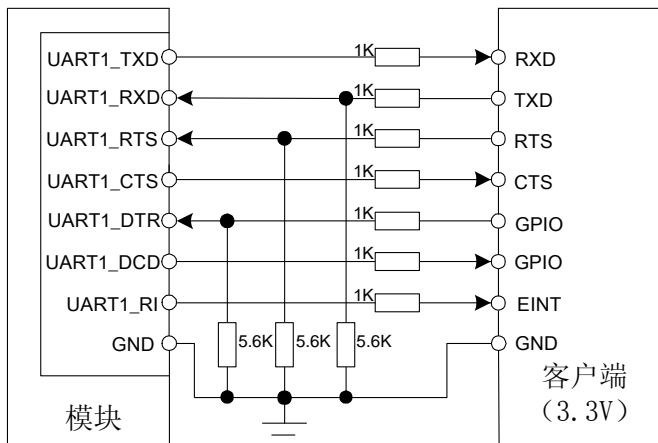 UART1_TXD 1K RXD
UART1_RXD 1K TXD
UART1_RTS 1K RTS
UART1_CTS 1K CTS
UART1_DTR 1K GPIO
UART1_DCD 1K GPIO
UART1_RI 1K EINT
GND 5.6K 5.6K 5.6K GND
模块
客户端
（3.3V）